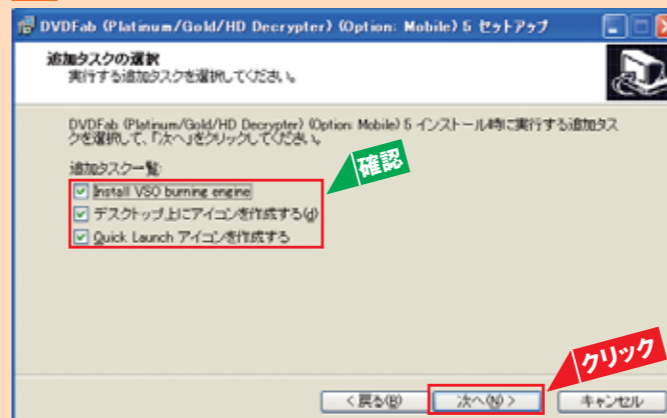 DVDFab (Platinum/Gold/HD Decrypter) (Option: Mobile) 5 セットアップ
追加タスクの選択
実行する追加タスクを選択してください。
DVDFab (Platinum/Gold/HD Decrypter) (Option: Mobile) 5 インストール時に実行する追加タス
クを選択して、「次へ」をクリックしてください。
確認
追加タスク一覧:
Install VSO burning engine
デスクトップ上にアイコンを作成する(d)
Quick Launch アイコンを作成する
クリック
< 戻る(B)
次へ(N) >
キャンセル